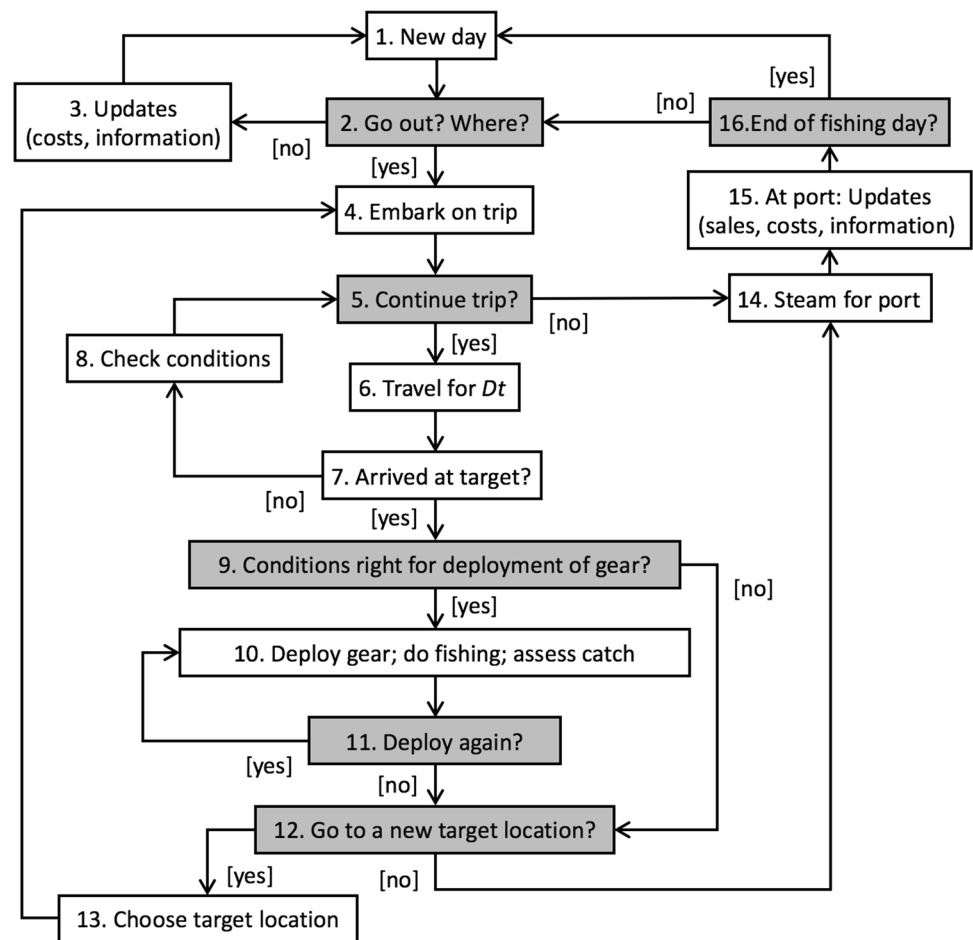 1. New day
[yes]
3. Updates
(costs, information)
[no]
2. Go out? Where?
[no]
16.End of fishing day?
[yes]
4. Embark on trip
15. At port: Updates
(sales, costs, information)
5. Continue trip?
[no]
14. Steam for port
[yes]
8. Check conditions
6. Travel for Dt
7. Arrived at target?
[no]
[yes]
9. Conditions right for deployment of gear?
[no]
[yes]
10. Deploy gear; do fishing; assess catch
11. Deploy again?
[yes]
[no]
12. Go to a new target location?
[yes]
[no]
13. Choose target location